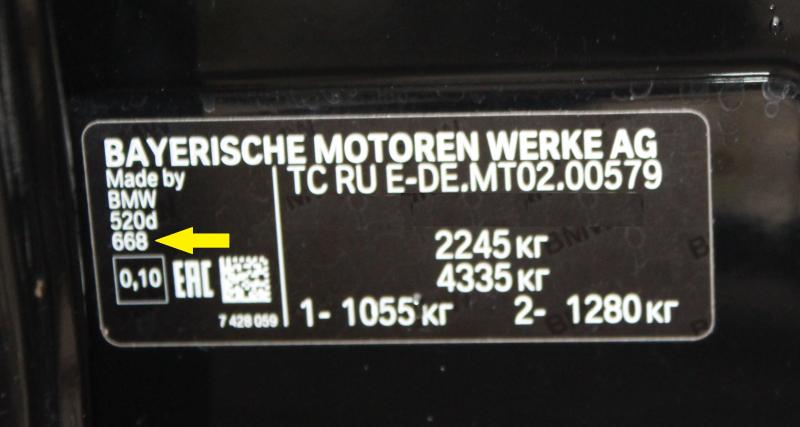 BAYERISCHE MOTOREN WERKE AG
Made by
BMW
520d
668
0,10
EAC
7 428 059
TC RU E-DE.MT02.00579
2245 кг
4335 кг
1- 1055 кг 2- 1280 кг